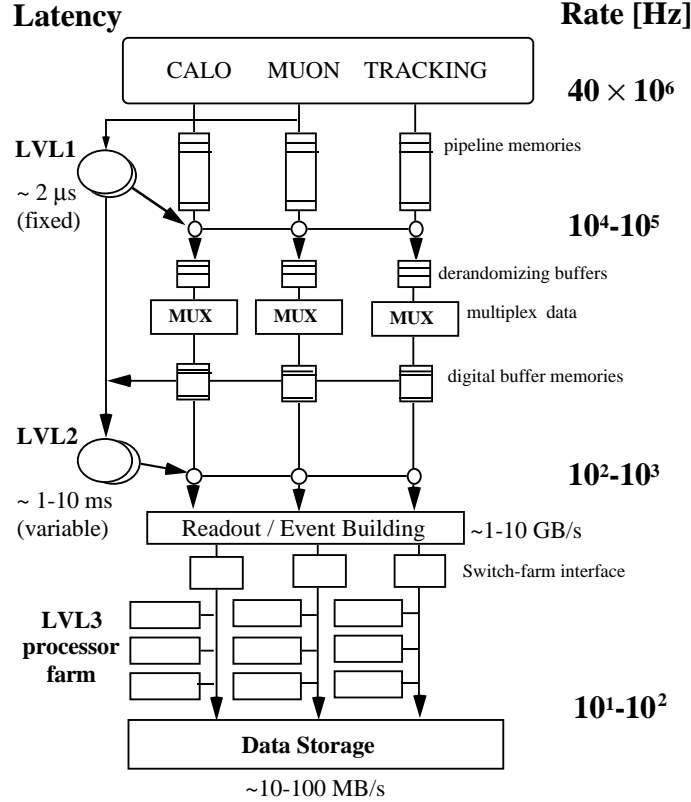 Latency Rate [Hz]
CALO MUON TRACKING
40 × 10⁶
LVL1
pipeline memories
~ 2 μs
(fixed)
10⁴-10⁵
derandomizing buffers
MUX MUX MUX multiplex data
digital buffer memories
LVL2
10²-10³
~ 1-10 ms
(variable)
Readout / Event Building ~1-10 GB/s
Switch-farm interface
LVL3
processor
farm
10¹-10²
Data Storage
~10-100 MB/s